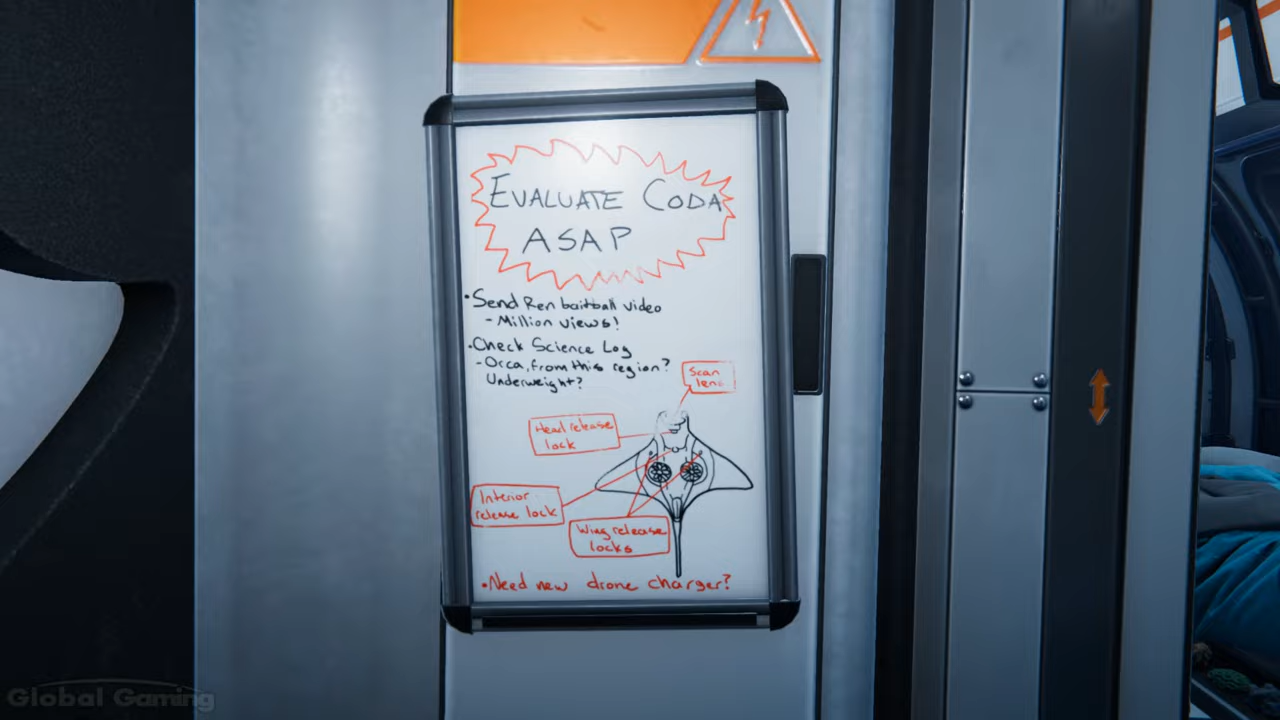 EVALUATE CODA
ASAP
•Send Ren baitball video
- Million views!
•Check Science Log
- Orca, from this region?
Underweight?
Scan
lens
Head release
lock
Interior
release lock
Wing release
locks
•Need new drone charger?
Global Gaming